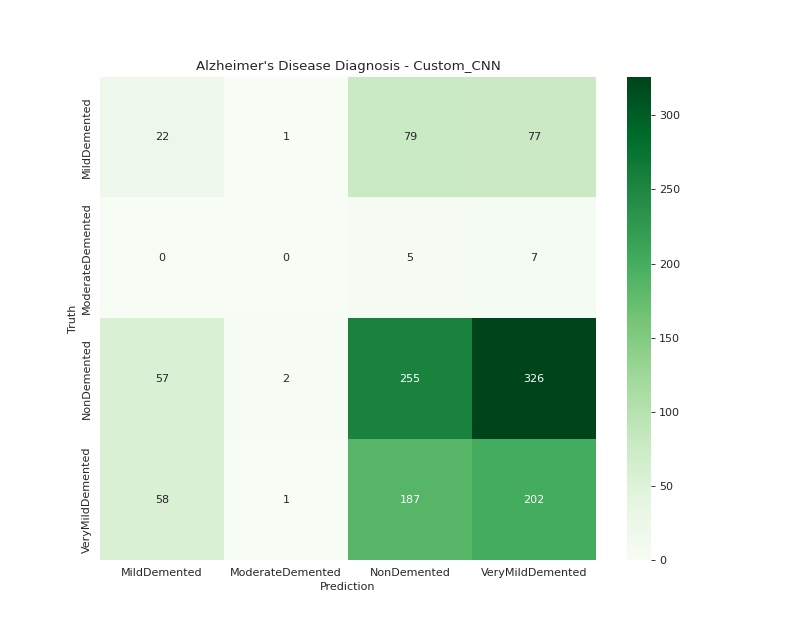 Alzheimer's Disease Diagnosis - Custom_CNN
Truth
MildDemented
22 1 79 77
ModerateDemented
0 0 5 7
NonDemented
57 2 255 326
VeryMildDemented
58 1 187 202
MildDemented ModerateDemented NonDemented VeryMildDemented
Prediction
300
250
200
150
100
50
0